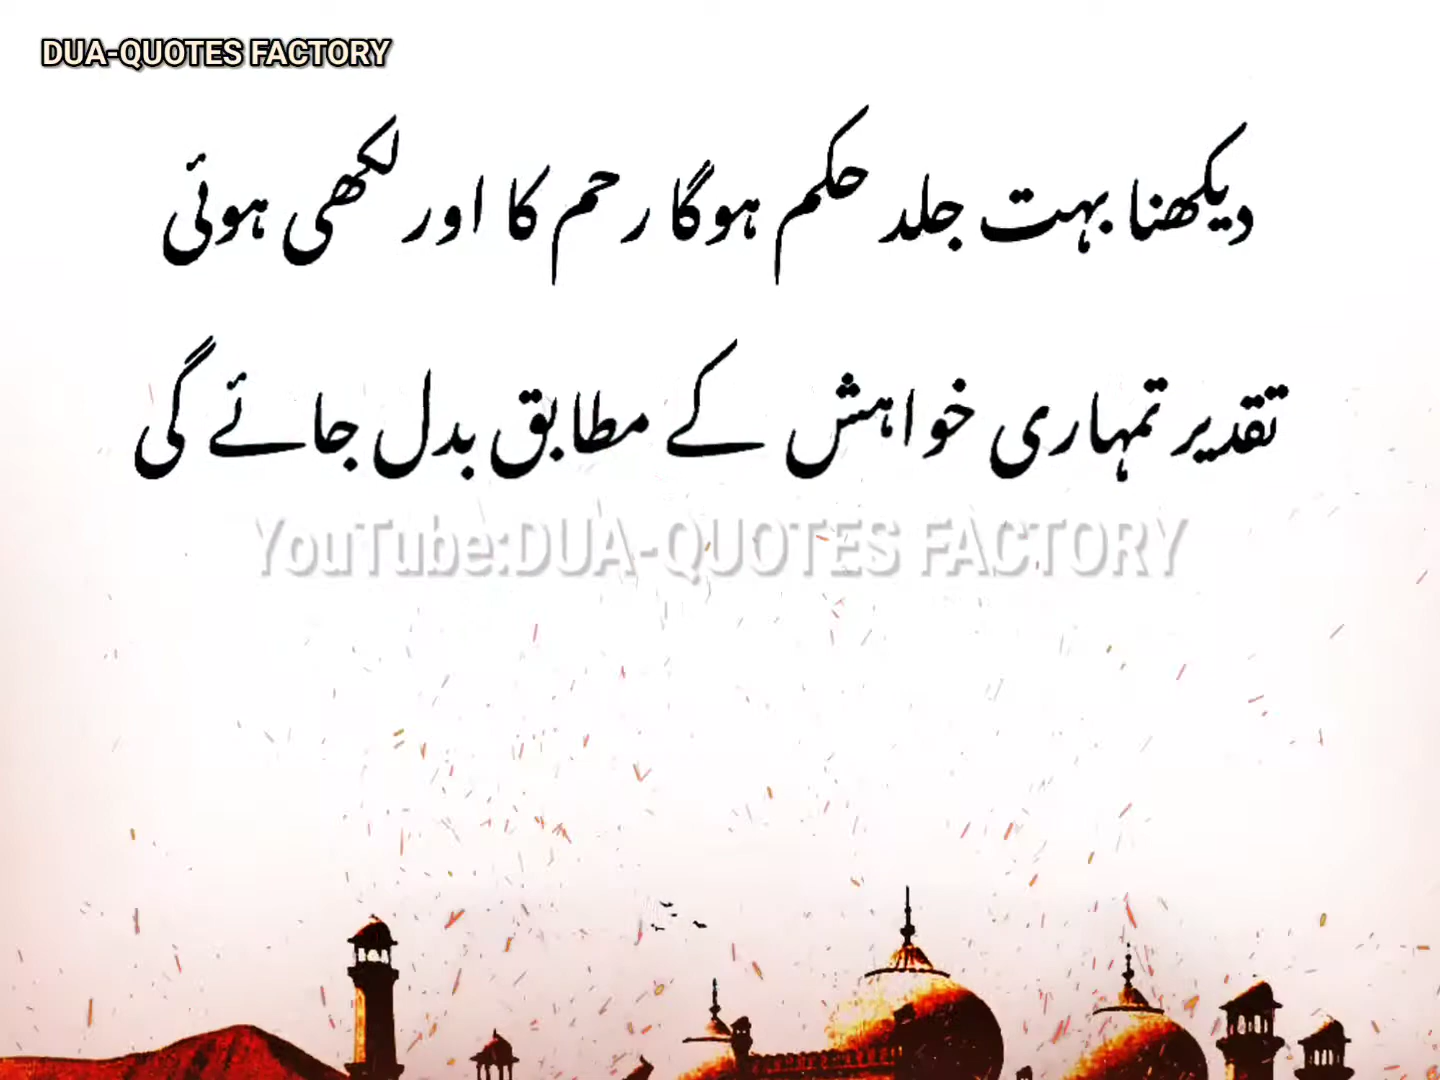 DUA-QUOTES FACTORY
دیکھنا بہت جلد حکم ہوگا رحم کا اور لکھی ہوئی
تقدیر تمہاری خواہش کے مطابق بدل جائے گی
YouTube:DUA-QUOTES FACTORY